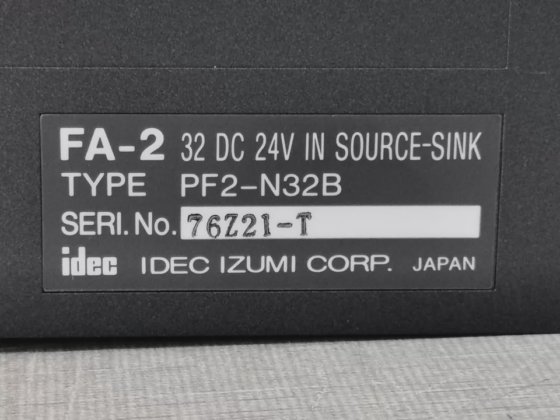 FA-2 32 DC 24V IN SOURCE-SINK
TYPE PF2-N32B
SERI. No. 76Z21-T
idec IDEC IZUMI CORP. JAPAN